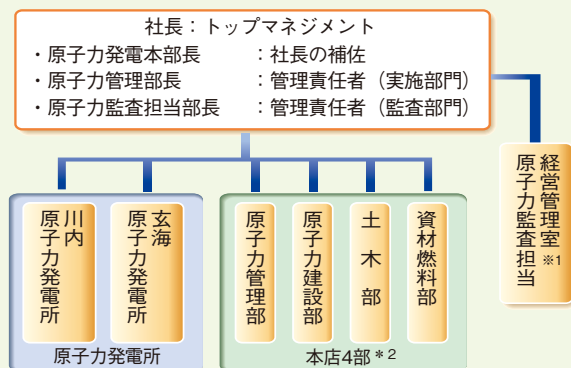 社長：トップマネジメント
・原子力発電本部長　：社長の補佐
・原子力管理部長　：管理責任者（実施部門）
・原子力監査担当部長　：管理責任者（監査部門）
川内
原子力発電所
玄海
原子力発電所
原子力発電所
原子力管理部
原子力建設部
土木部
資材燃料部
本店4部＊2
経営管理室※1
原子力監査担当